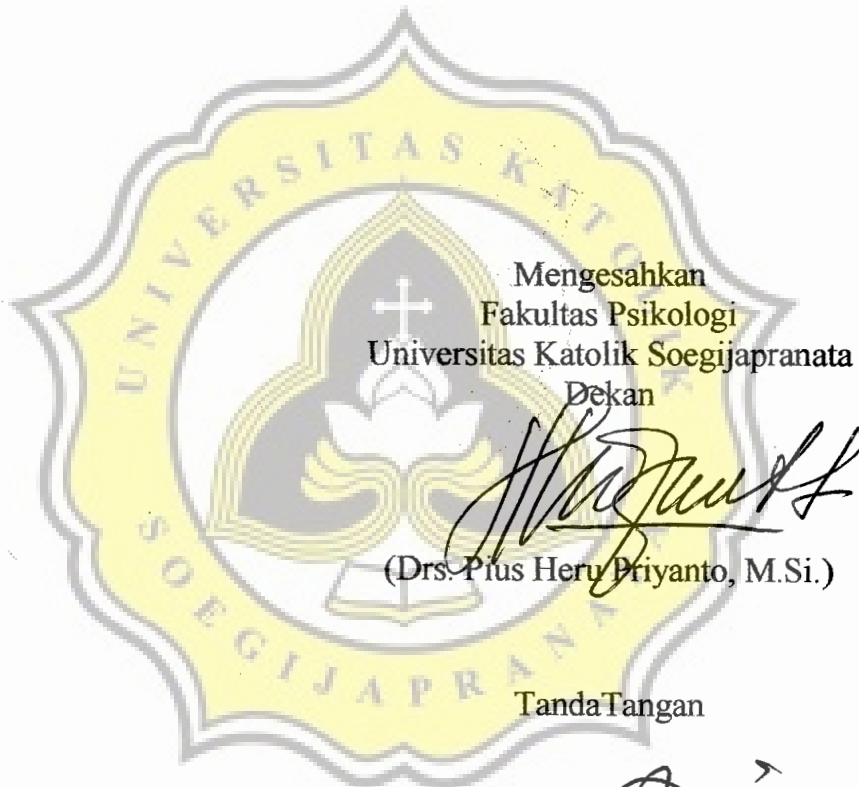 UNIVERSITAS KATOLIK
SOEGIJAPRANATA
Mengesahkan
Fakultas Psikologi
Universitas Katolik Soegijapranata
Dekan
(Drs. Pius Heru Priyanto, M.Si.)
TandaTangan